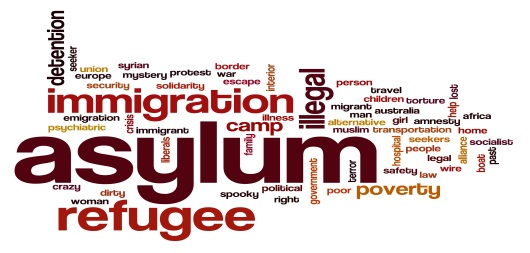 detention
seeker
union
syrian
border
europe
mystery
protest
war
security
solidarity
escape
interior
immigration
illegal
person
travel
children
torture
lost
help
migrant
man
australia
alternative
girl
amnesty
africa
emigration
psychiatric
crisis
immigrant
liberals
camp
illness
family
muslim
transportation
home
hospital
seekers
people
legal
alliance
socialist
past
boat
asylum
terror
safety
law
wire
crazy
dirty
woman
spooky
political
right
government
poor
poverty
refugee